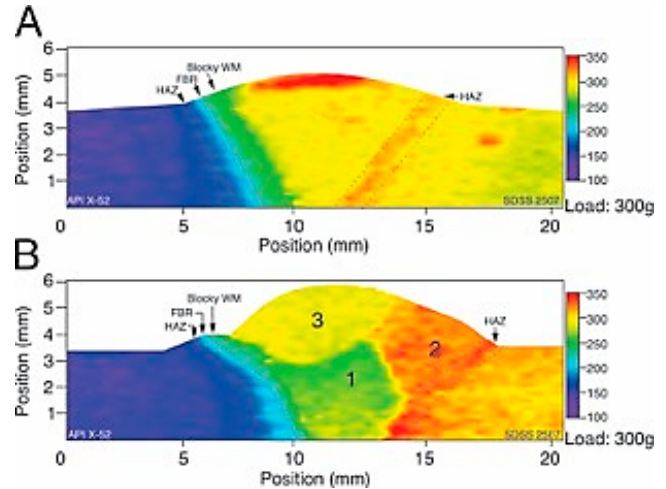 A
Position (mm)
6
5
4
3
2
1
HAZ
FBR
Blocky WM
HAZ
API X-52
SDSS 2507
0
5
10
15
20
Position (mm)
350
300
250
200
150
100
Load: 300g
B
Position (mm)
6
5
4
3
2
1
HAZ
FBR
Blocky WM
HAZ
3
2
1
API X-52
SDSS 2507
0
5
10
15
20
Position (mm)
350
300
250
200
150
100
Load: 300g